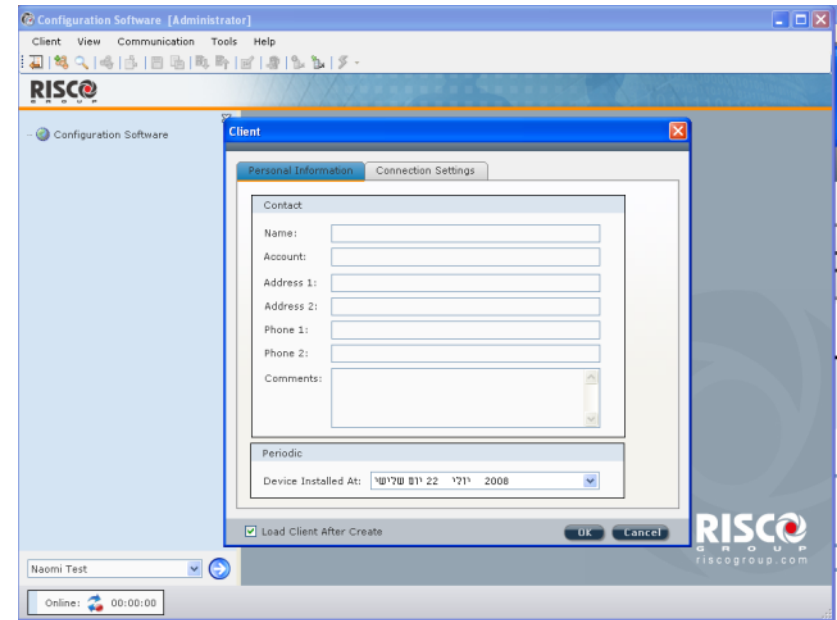 Configuration Software [Administrator]
Client View Communication Tools Help
RISCO
GROUP
Configuration Software
Client
Personal Information Connection Settings
Contact
Name:
Account:
Address 1:
Address 2:
Phone 1:
Phone 2:
Comments:
Periodic
Device Installed At: יום שלישי 22 יולי 2008
Load Client After Create
OK Cancel
RISCO
GROUP
riscogroup.com
Naomi Test
Online: 00:00:00